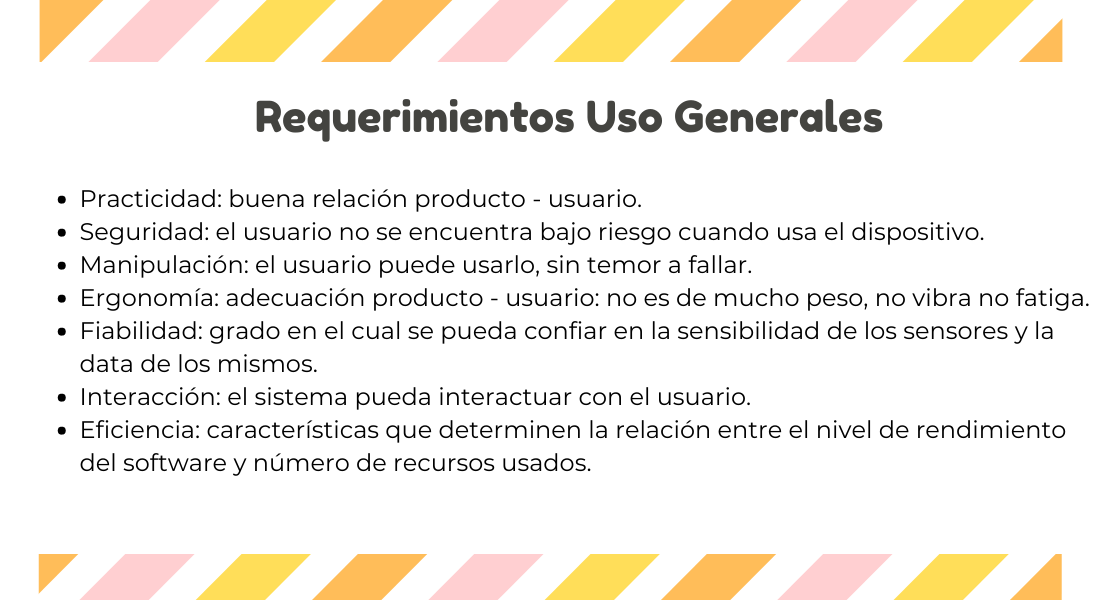 Requerimientos Uso Generales
• Practicidad: buena relación producto - usuario.
• Seguridad: el usuario no se encuentra bajo riesgo cuando usa el dispositivo.
• Manipulación: el usuario puede usarlo, sin temor a fallar.
• Ergonomía: adecuación producto - usuario: no es de mucho peso, no vibra no fatiga.
• Fiabilidad: grado en el cual se pueda confiar en la sensibilidad de los sensores y la
data de los mismos.
• Interacción: el sistema pueda interactuar con el usuario.
• Eficiencia: características que determinen la relación entre el nivel de rendimiento
del software y número de recursos usados.